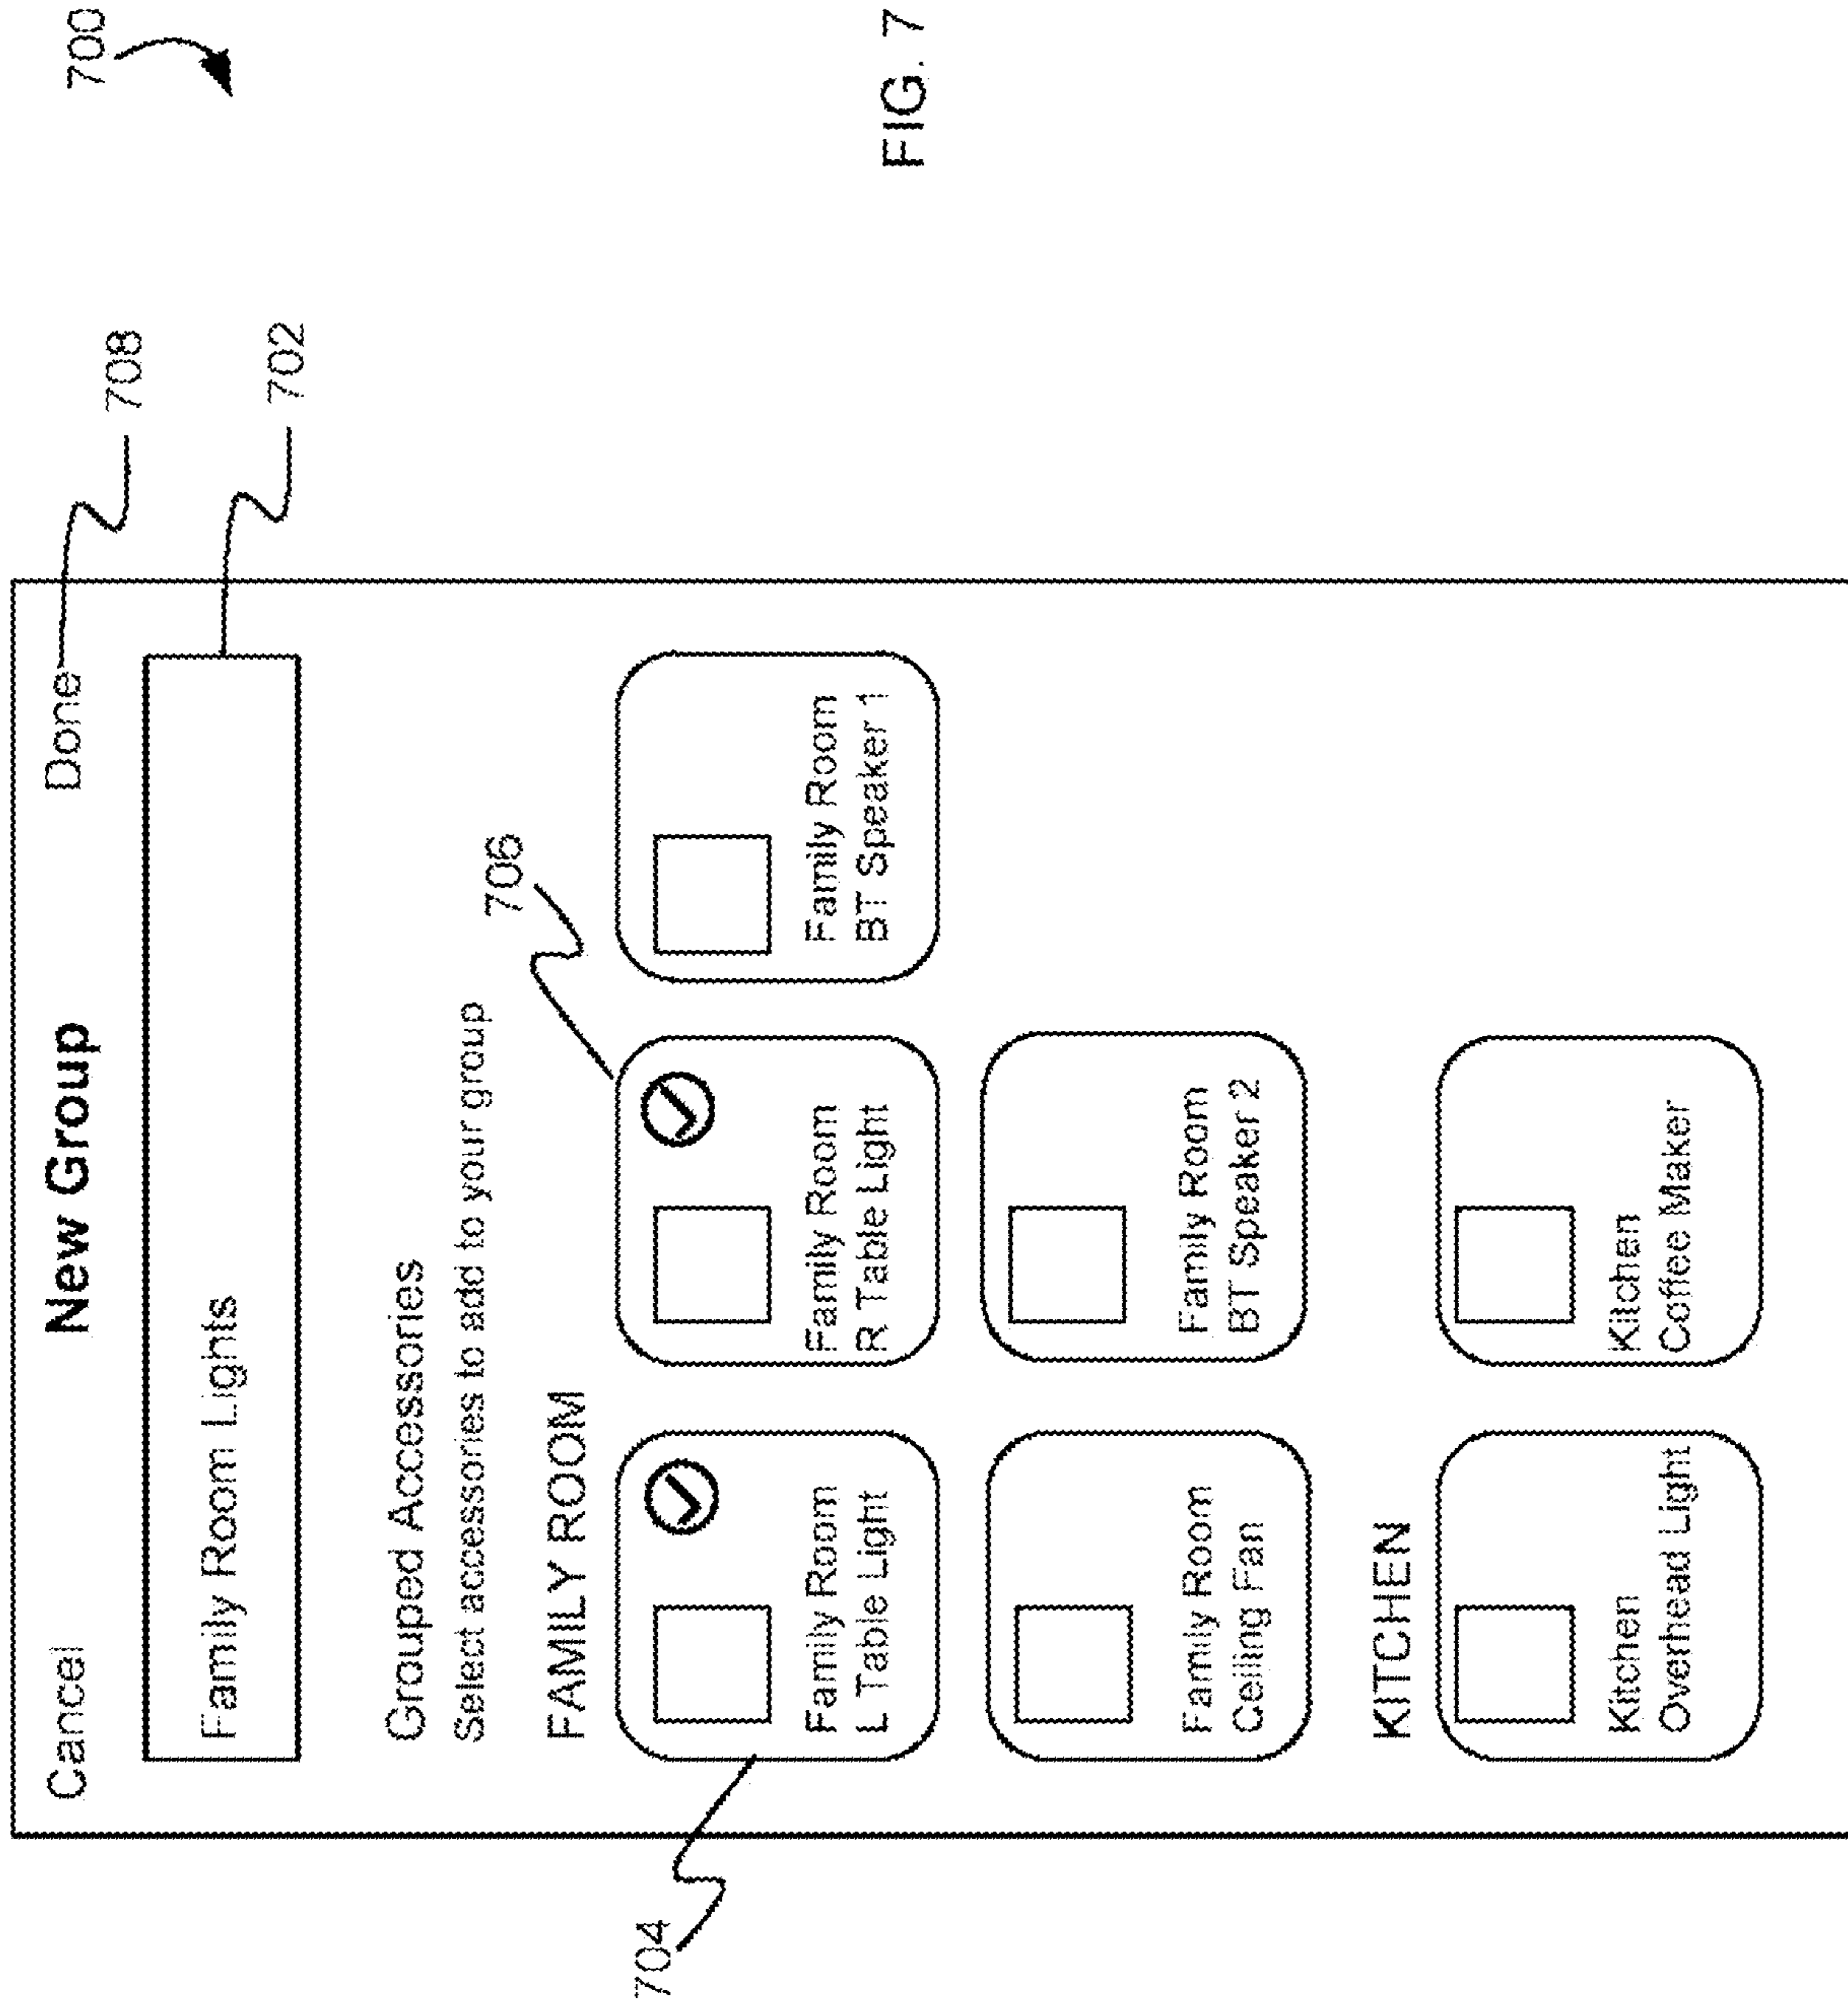 700
Cancel New Group Done
708
Family Room Lights
702
Grouped Accessories
Select accessories to add to your group
706
FAMILY ROOM
704
Family Room
L Table Light
Family Room
R Table Light
Family Room
BT Speaker 1
Family Room
Ceiling Fan
Family Room
BT Speaker 2
KITCHEN
Kitchen
Overhead Light
Kitchen
Coffee Maker
FIG. 7